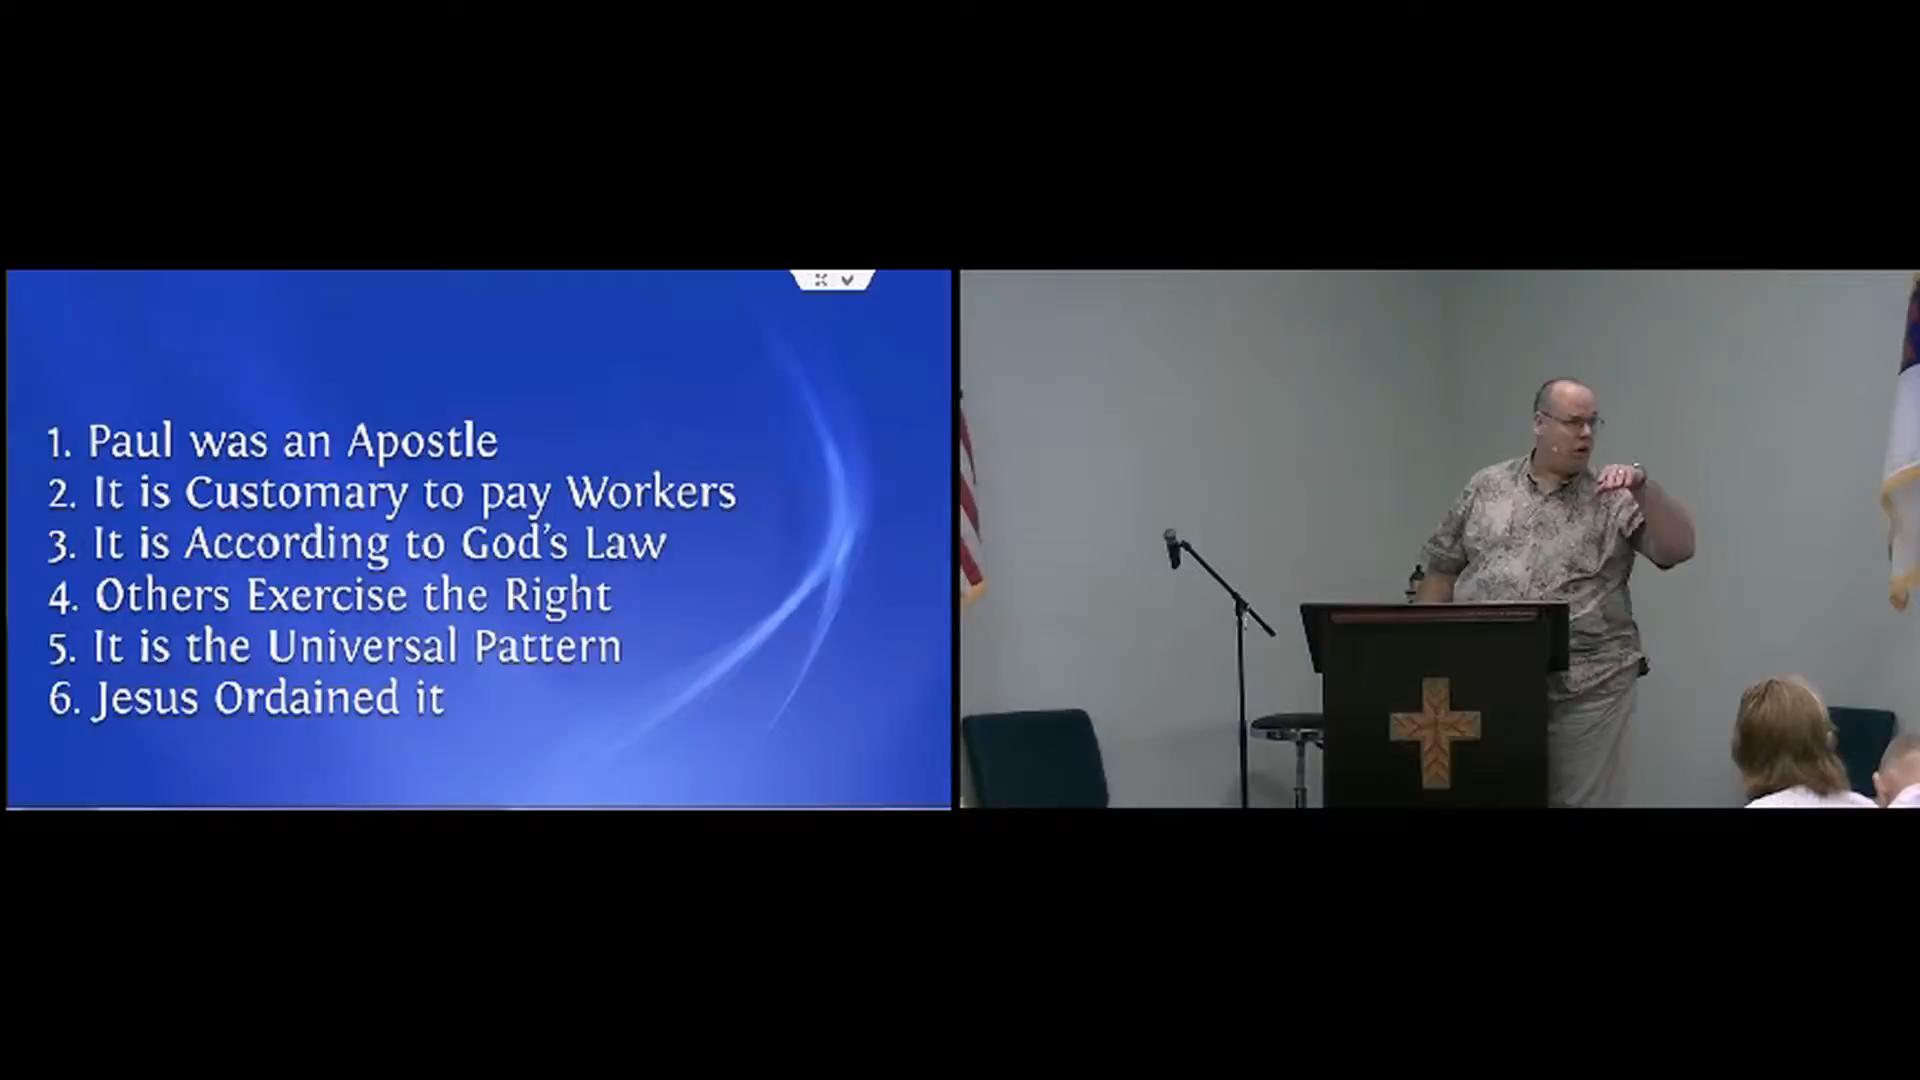 1. Paul was an Apostle
2. It is Customary to pay Workers
3. It is According to God's Law
4. Others Exercise the Right
5. It is the Universal Pattern
6. Jesus Ordained it